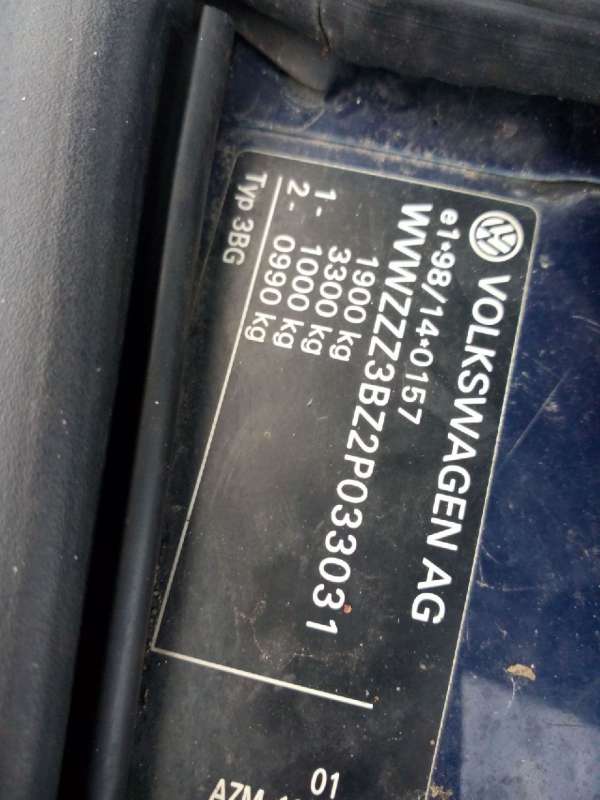 VOLKSWAGEN AG
e1*98/14*0157
WVWZZZ3BZ2P033031
1900 kg
3300 kg
1- 1000 kg
2- 0990 kg
Typ 3BG
01
AZM